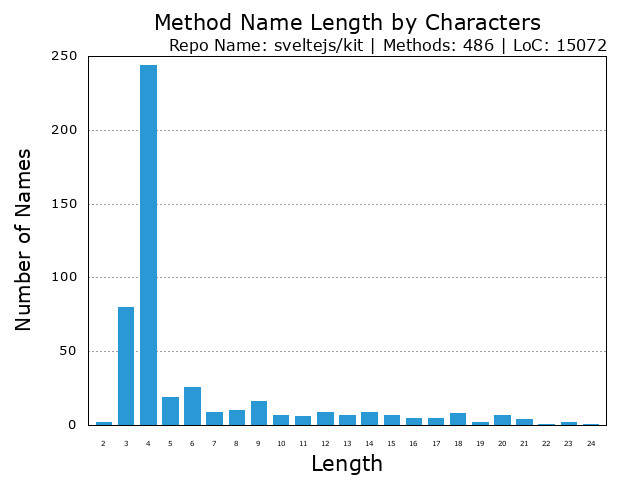 Method Name Length by Characters
Repo Name: sveltejs/kit | Methods: 486 | LoC: 15072
250
200
150
100
50
0
Number of Names
2 3 4 5 6 7 8 9 10 11 12 13 14 15 16 17 18 19 20 21 22 23 24
Length